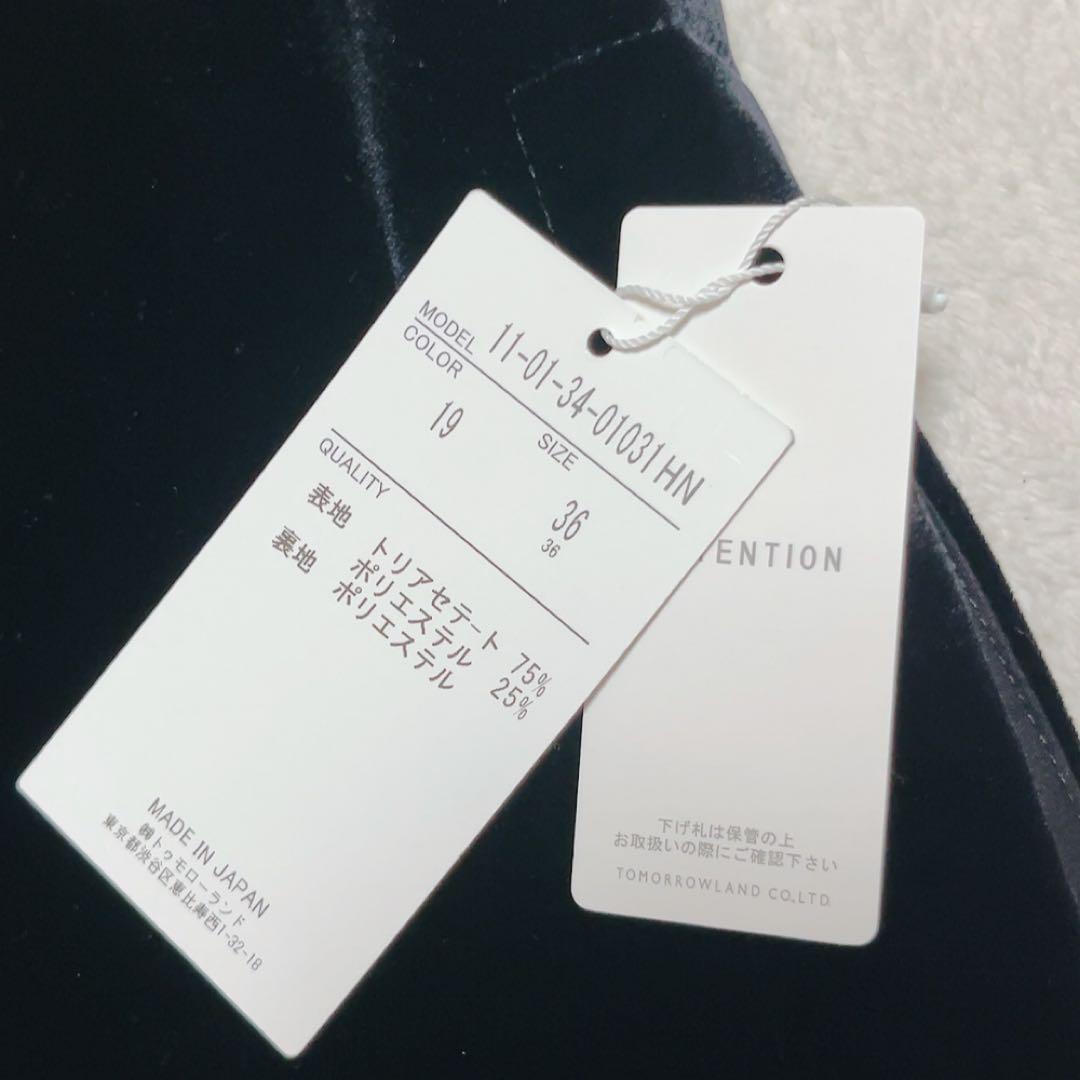 MODEL 11-01-34-01031HN
COLOR SIZE
19 36
36
QUALITY
表地 トリアセテート 75%
ポリエステル 25%
裏地 ポリエステル
MADE IN JAPAN
㈱トゥモローランド
東京都渋谷区恵比寿西1-32-18
TENTION
下げ札は保管の上
お取扱いの際にご確認下さい
TOMORROWLAND CO.,LTD.